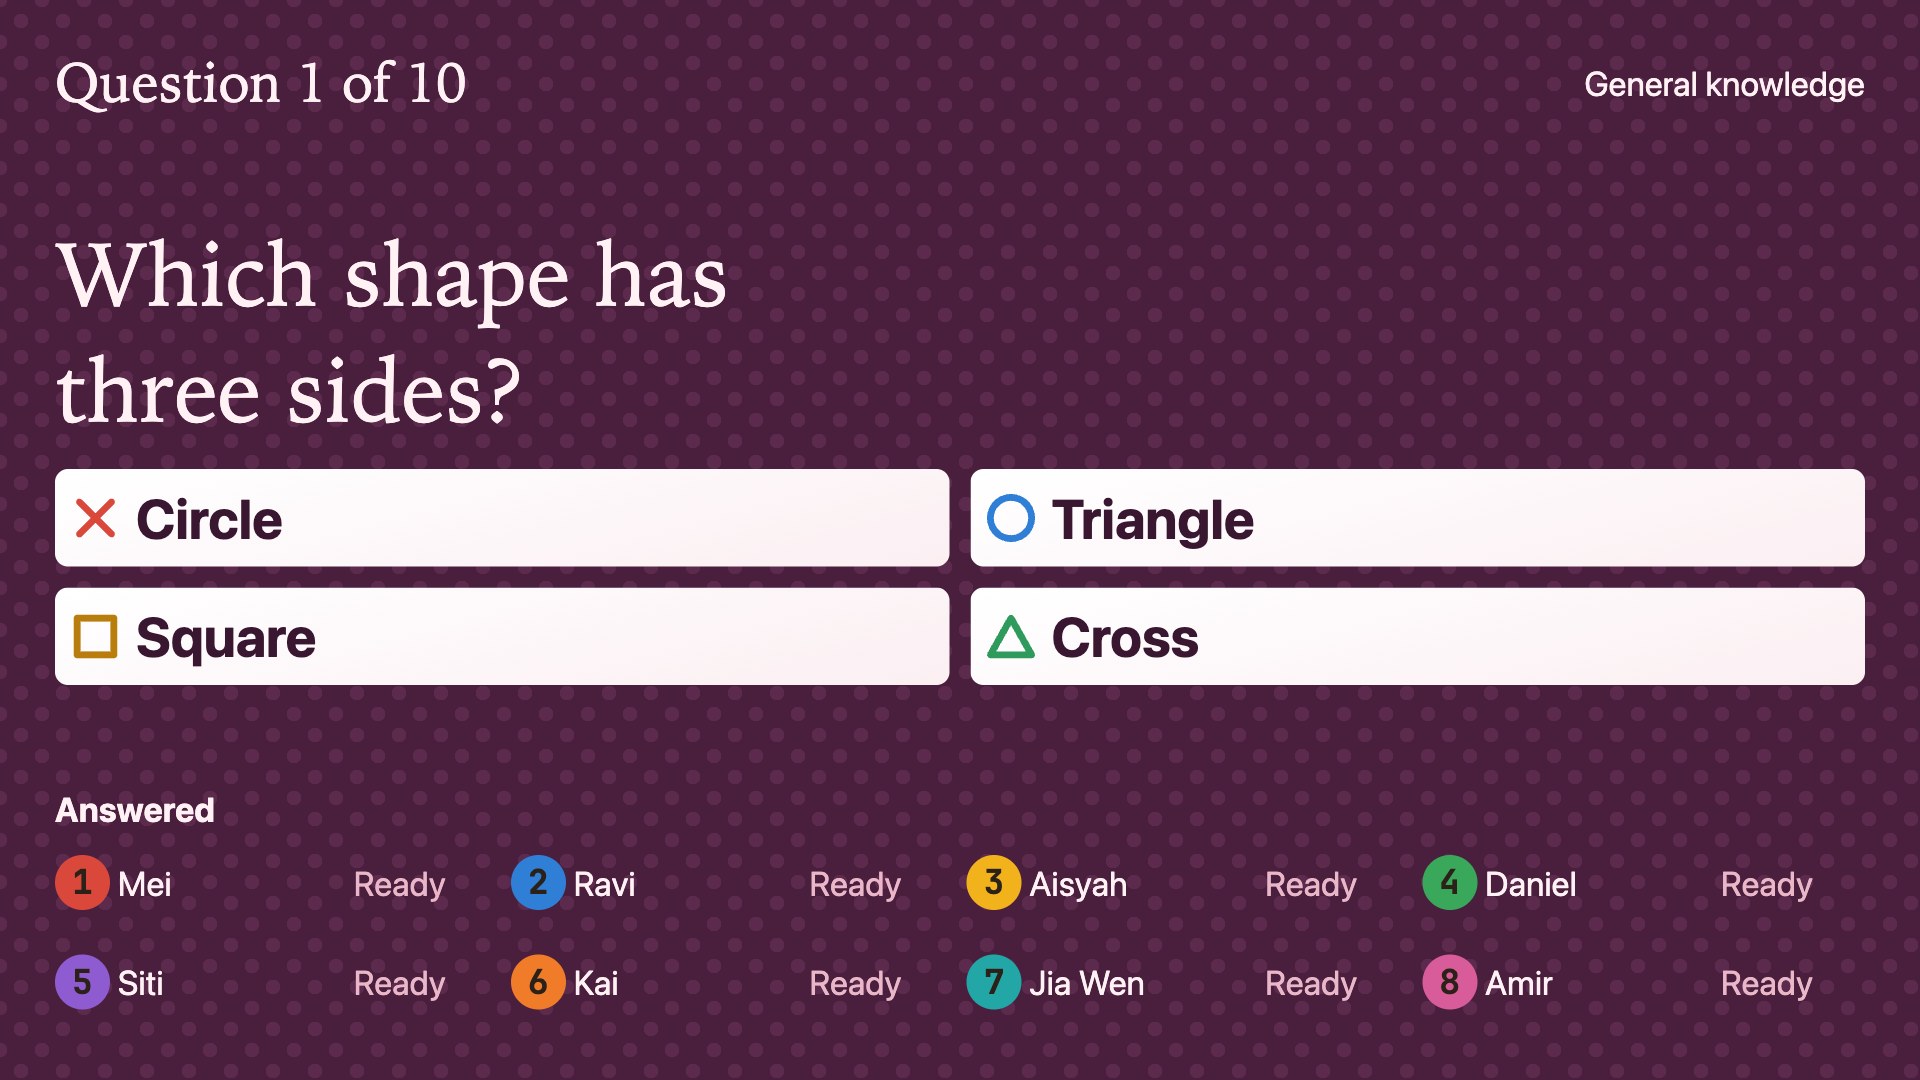 Question 1 of 10
General knowledge
Which shape has
three sides?
Circle
Triangle
Square
Cross
Answered
1 Mei Ready
2 Ravi Ready
3 Aisyah Ready
4 Daniel Ready
5 Siti Ready
6 Kai Ready
7 Jia Wen Ready
8 Amir Ready